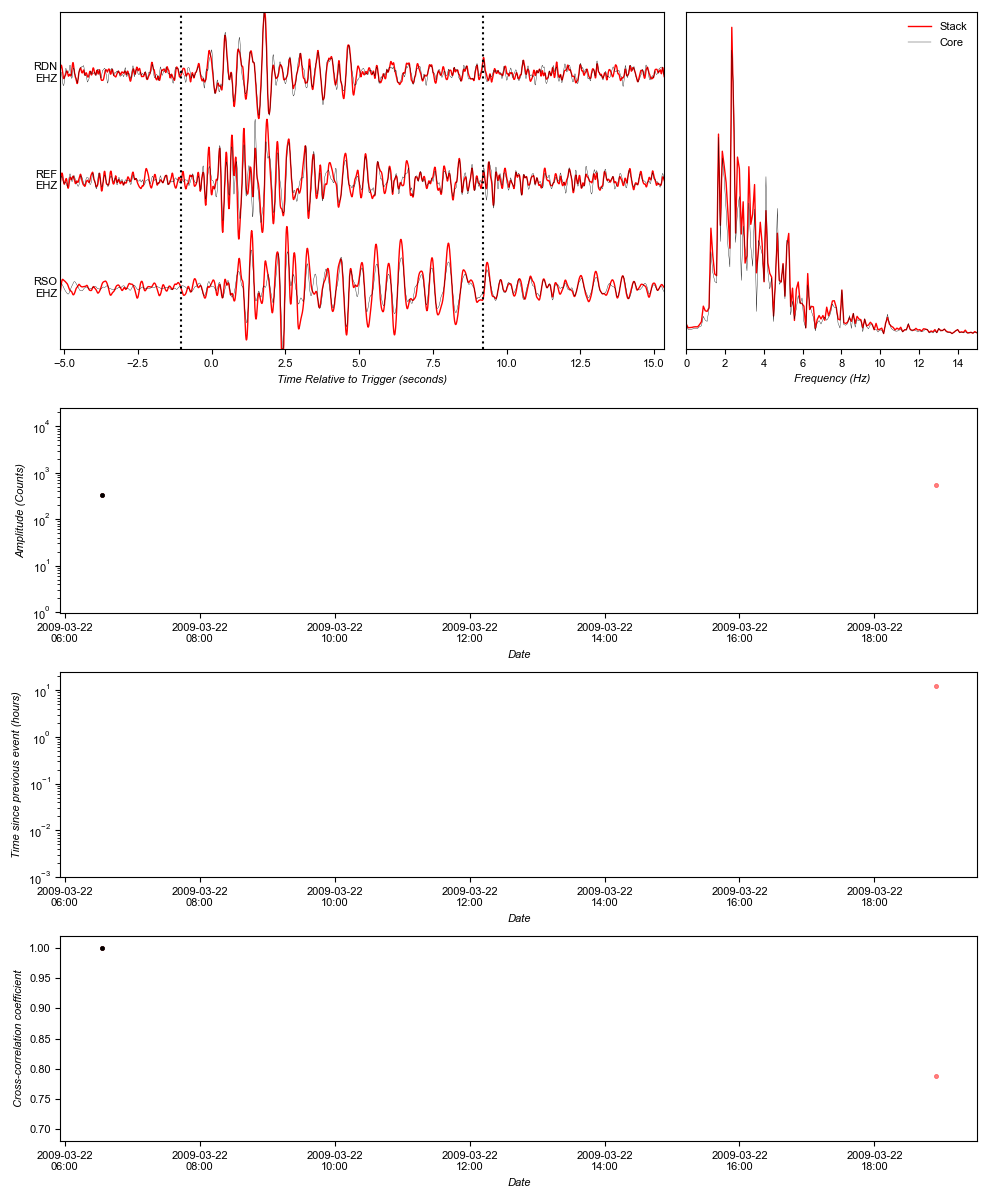 RDN
EHZ
REF
EHZ
RSO
EHZ
−5.0 −2.5 0.0 2.5 5.0 7.5 10.0 12.5 15.0
Time Relative to Trigger (seconds)
Stack
Core
0 2 4 6 8 10 12 14
Frequency (Hz)
10⁴
10³
10²
10¹
10⁰
Amplitude (Counts)
2009-03-22 2009-03-22 2009-03-22 2009-03-22 2009-03-22 2009-03-22 2009-03-22
06:00 08:00 10:00 12:00 14:00 16:00 18:00
Date
10¹
10⁰
10⁻¹
10⁻²
10⁻³
Time since previous event (hours)
2009-03-22 2009-03-22 2009-03-22 2009-03-22 2009-03-22 2009-03-22 2009-03-22
06:00 08:00 10:00 12:00 14:00 16:00 18:00
Date
1.00
0.95
0.90
0.85
0.80
0.75
0.70
Cross-correlation coefficient
2009-03-22 2009-03-22 2009-03-22 2009-03-22 2009-03-22 2009-03-22 2009-03-22
06:00 08:00 10:00 12:00 14:00 16:00 18:00
Date